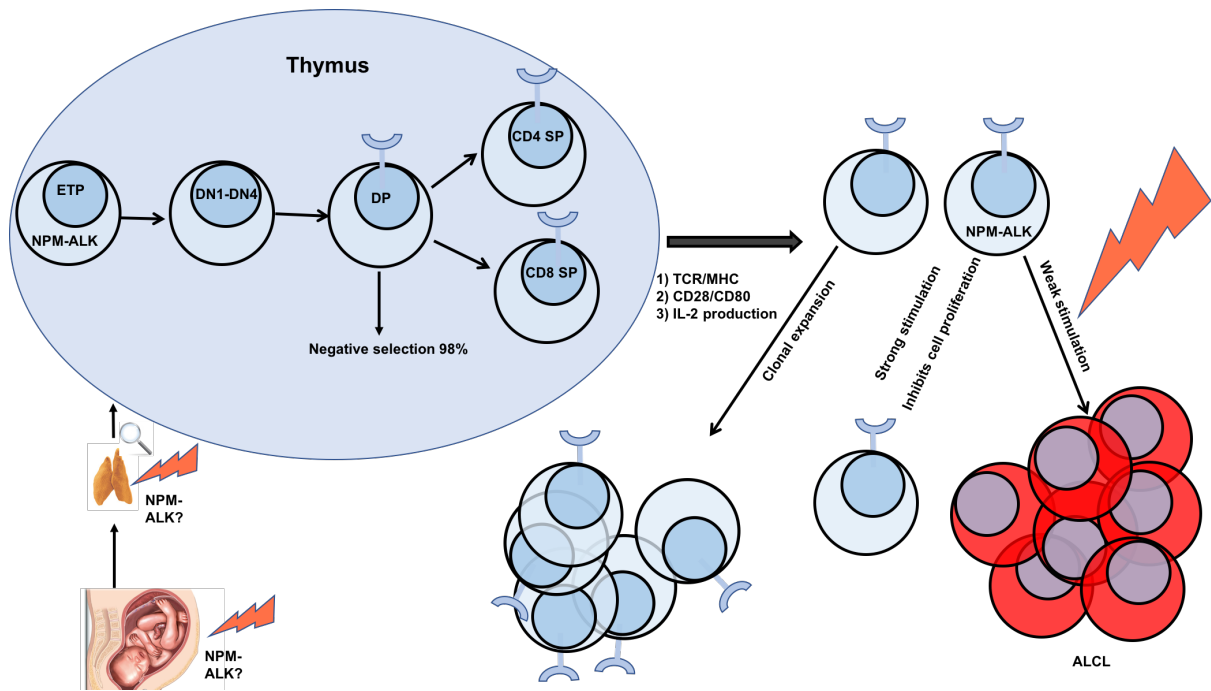 Thymus
ETP
NPM-ALK
DN1-DN4
DP
CD4 SP
CD8 SP
Negative selection 98%
1) TCR/MHC
2) CD28/CD80
3) IL-2 production
NPM-ALK
Clonal expansion
Strong stimulation
Inhibits cell proliferation
Weak stimulation
NPM-
ALK?
NPM-
ALK?
ALCL